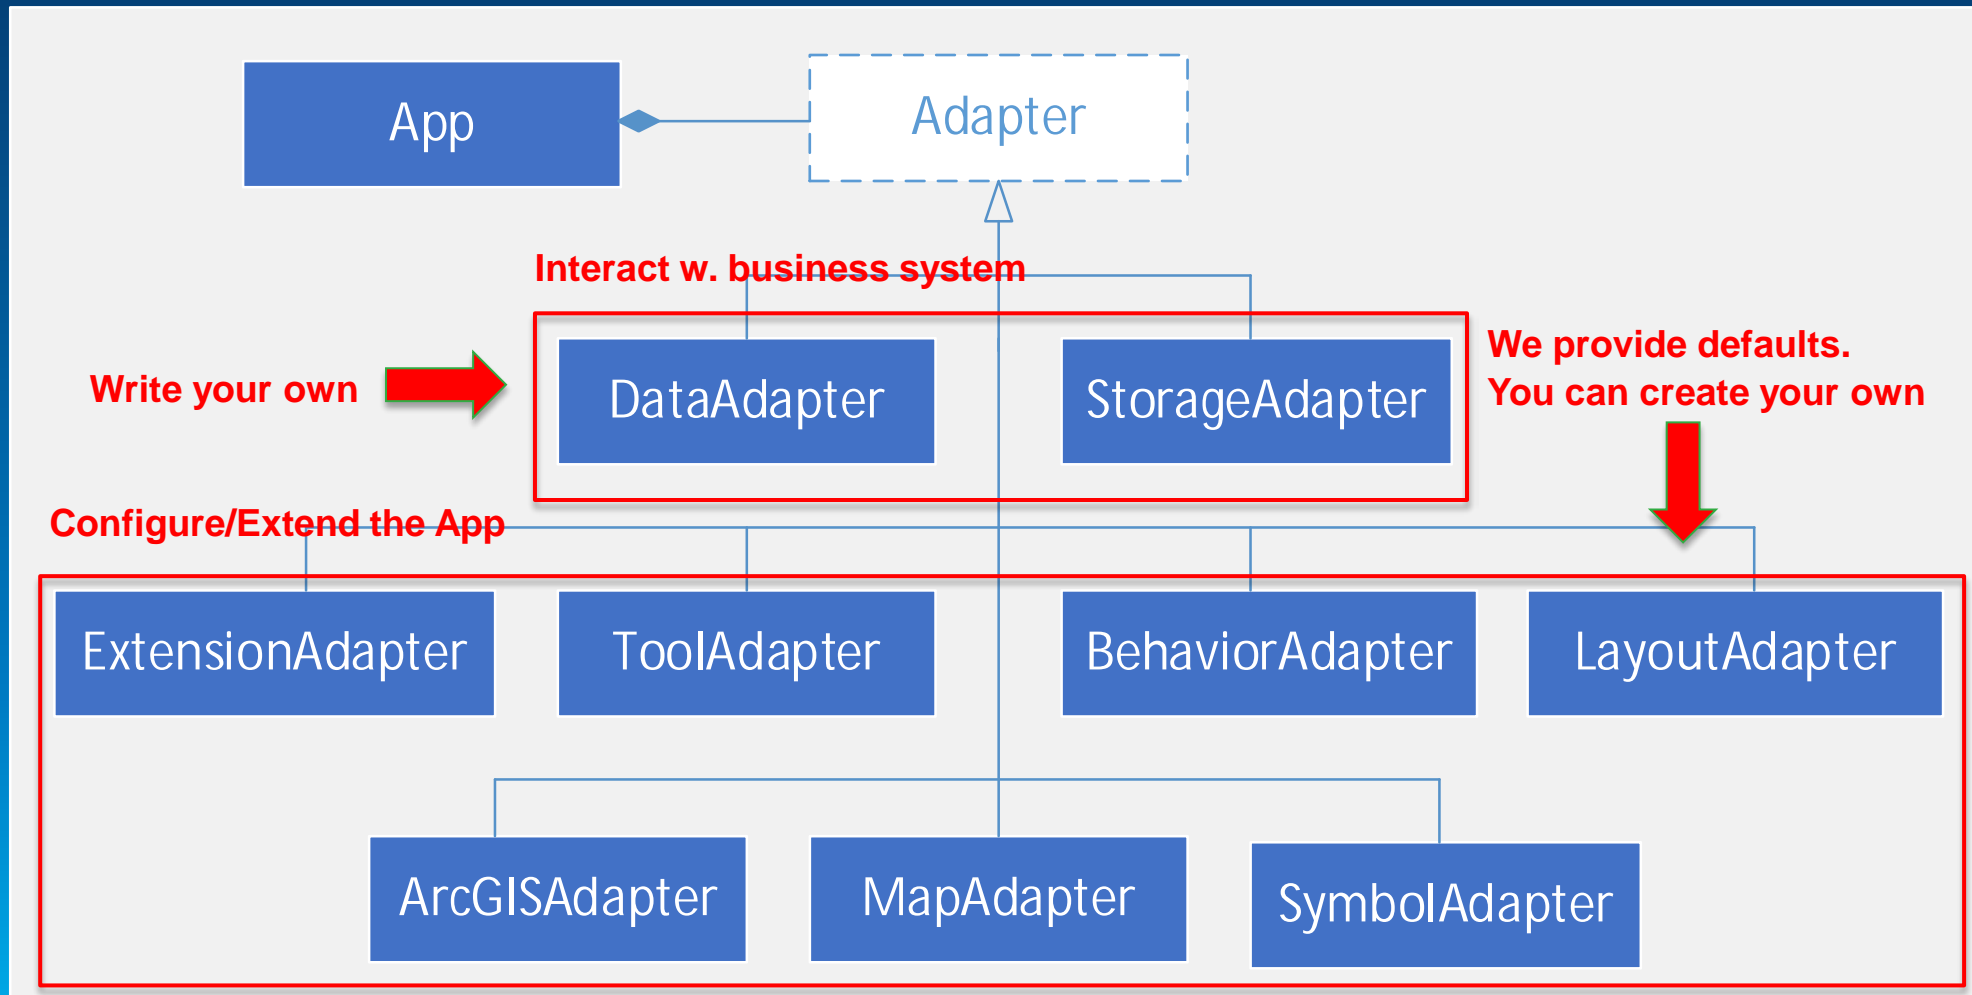 App
Adapter
Interact w. business system
Write your own
DataAdapter
StorageAdapter
We provide defaults.
You can create your own
Configure/Extend the App
ExtensionAdapter
ToolAdapter
BehaviorAdapter
LayoutAdapter
ArcGISAdapter
MapAdapter
SymbolAdapter